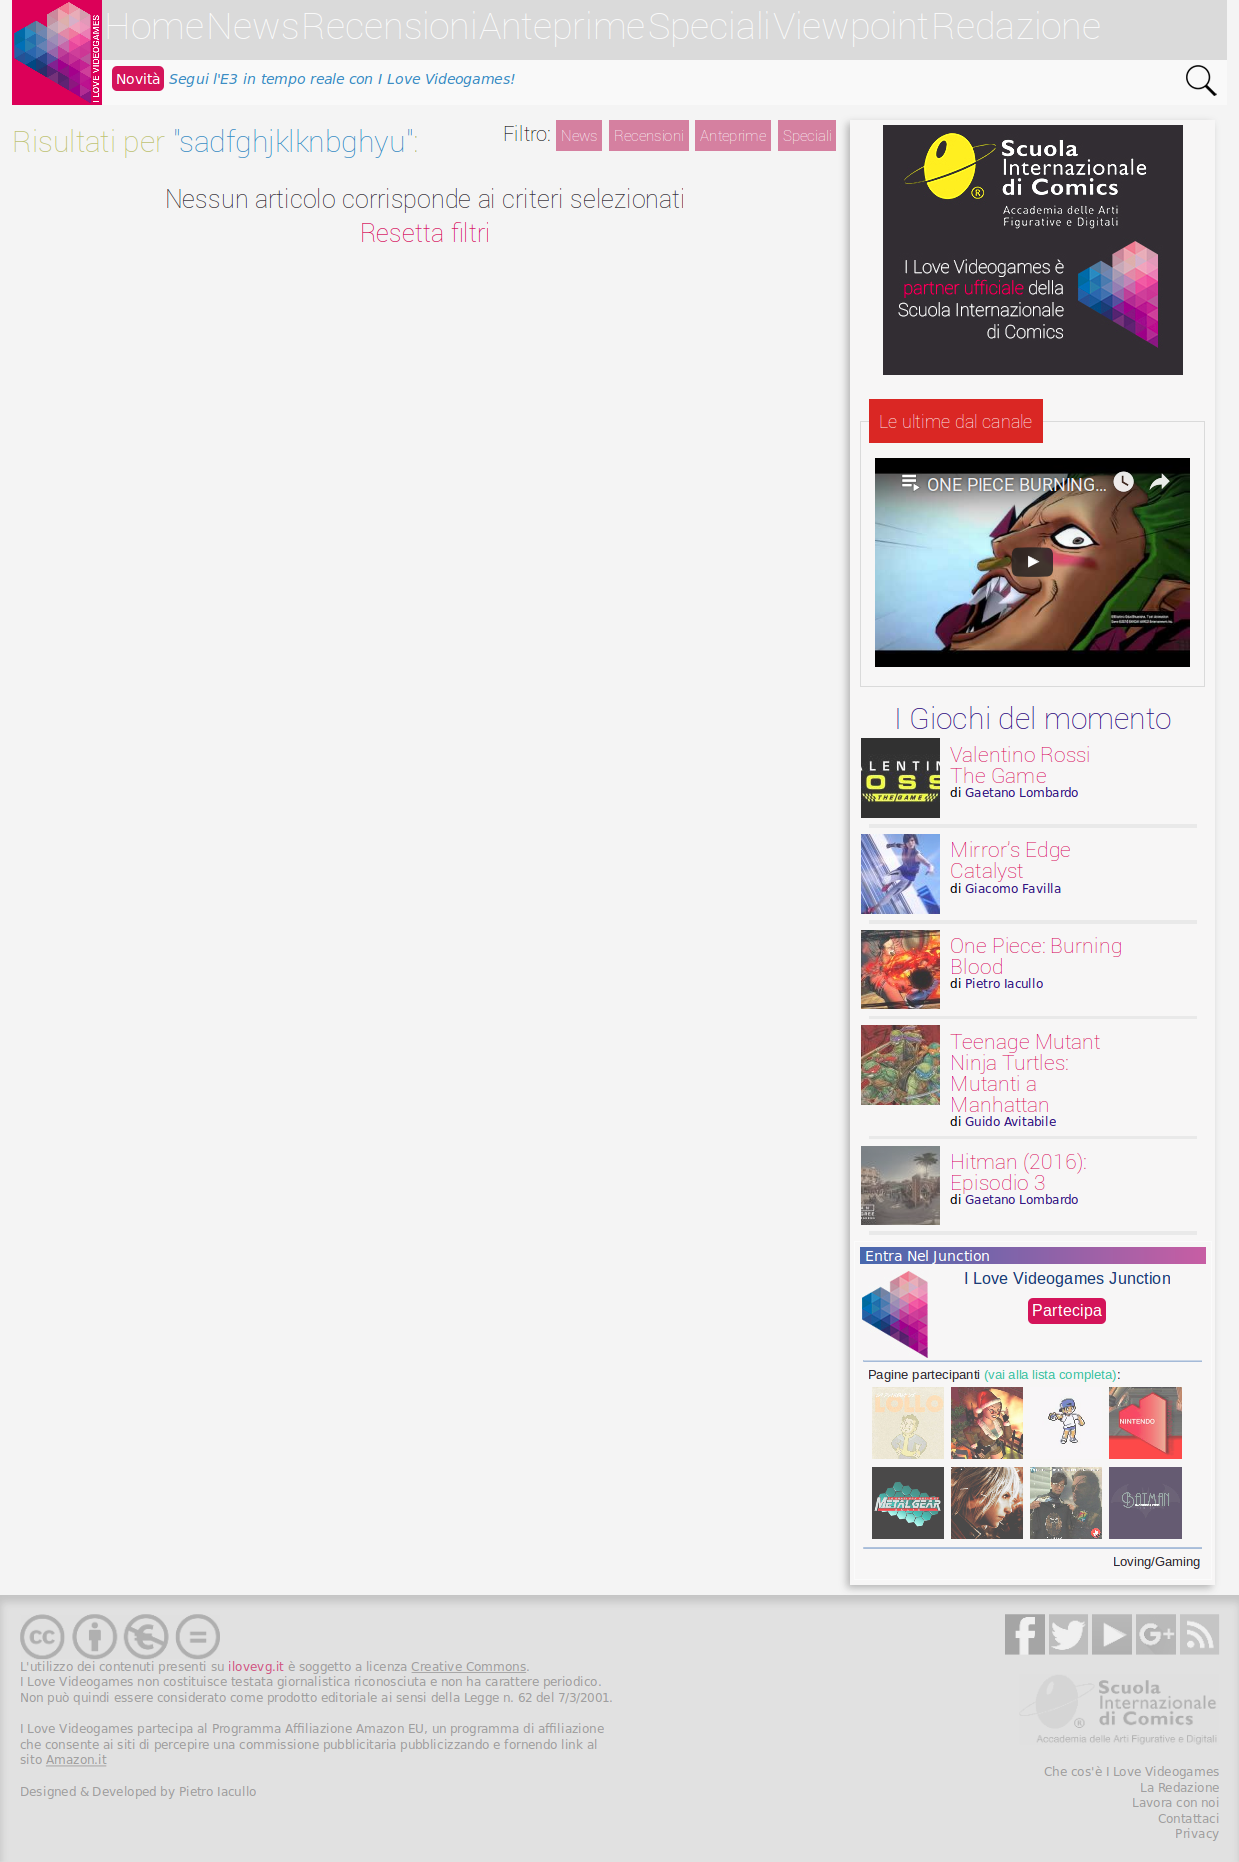 I LOVE VIDEOGAMES
Home News Recensioni Anteprime Speciali Viewpoint Redazione
Novità Segui l'E3 in tempo reale con I Love Videogames!
Risultati per "sadfghjklknbghyu":
Filtro: News Recensioni Anteprime Speciali
Nessun articolo corrisponde ai criteri selezionati
Resetta filtri
Scuola
Internazionale
di Comics
®
Accademia delle Arti
Figurative e Digitali
I Love Videogames è
partner ufficiale della
Scuola Internazionale
di Comics
Le ultime dal canale
ONE PIECE BURNING...
I Giochi del momento
Valentino Rossi
The Game
di Gaetano Lombardo
Mirror's Edge
Catalyst
di Giacomo Favilla
One Piece: Burning
Blood
di Pietro Iacullo
Teenage Mutant
Ninja Turtles:
Mutanti a
Manhattan
di Guido Avitabile
Hitman (2016):
Episodio 3
di Gaetano Lombardo
Entra Nel Junction
I Love Videogames Junction
Partecipa
Pagine partecipanti (vai alla lista completa):
LOLLO
NINTENDO
METAL GEAR
BATMAN
Loving/Gaming
cc
L'utilizzo dei contenuti presenti su ilovevg.it è soggetto a licenza Creative Commons.
I Love Videogames non costituisce testata giornalistica riconosciuta e non ha carattere periodico.
Non può quindi essere considerato come prodotto editoriale ai sensi della Legge n. 62 del 7/3/2001.
I Love Videogames partecipa al Programma Affiliazione Amazon EU, un programma di affiliazione
che consente ai siti di percepire una commissione pubblicitaria pubblicizzando e fornendo link al
sito Amazon.it
Designed & Developed by Pietro Iacullo
Scuola
Internazionale
di Comics
®
Accademia delle Arti Figurative e Digitali
Che cos'è I Love Videogames
La Redazione
Lavora con noi
Contattaci
Privacy